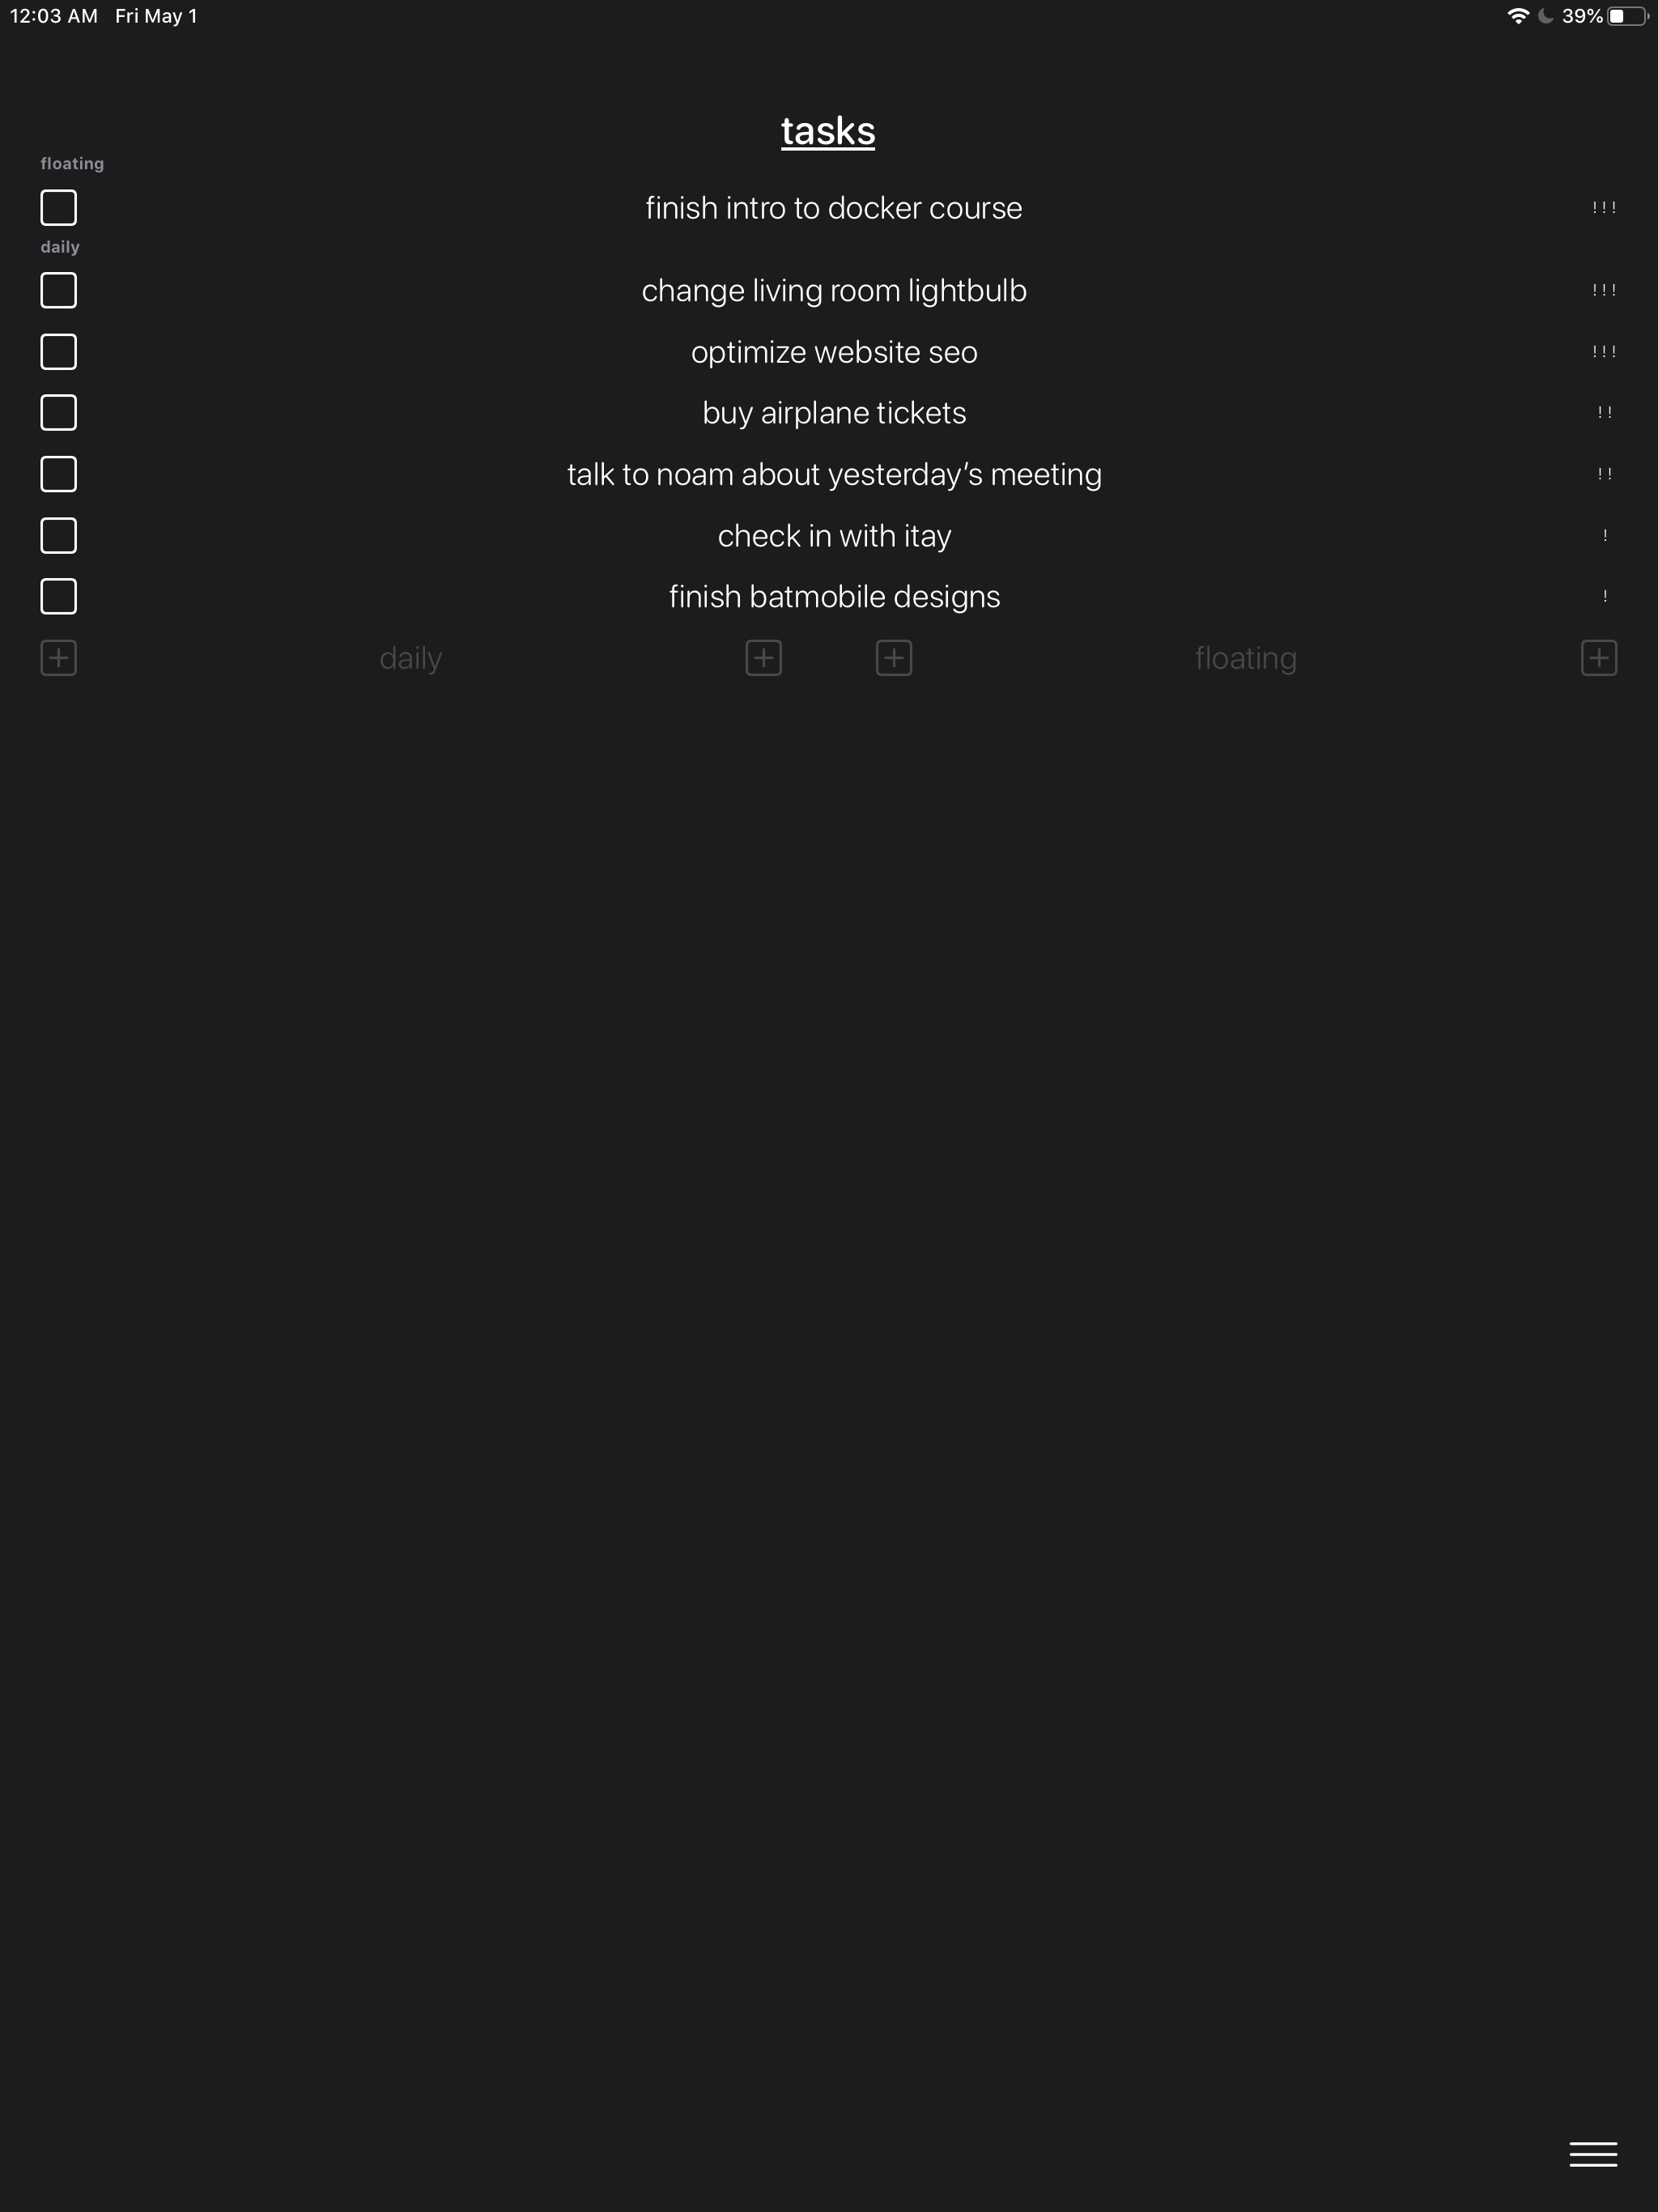 12:03 AM Fri May 1 39%
tasks
floating
finish intro to docker course !!!
daily
change living room lightbulb !!!
optimize website seo !!!
buy airplane tickets !!
talk to noam about yesterday’s meeting !!
check in with itay !
finish batmobile designs !
daily floating